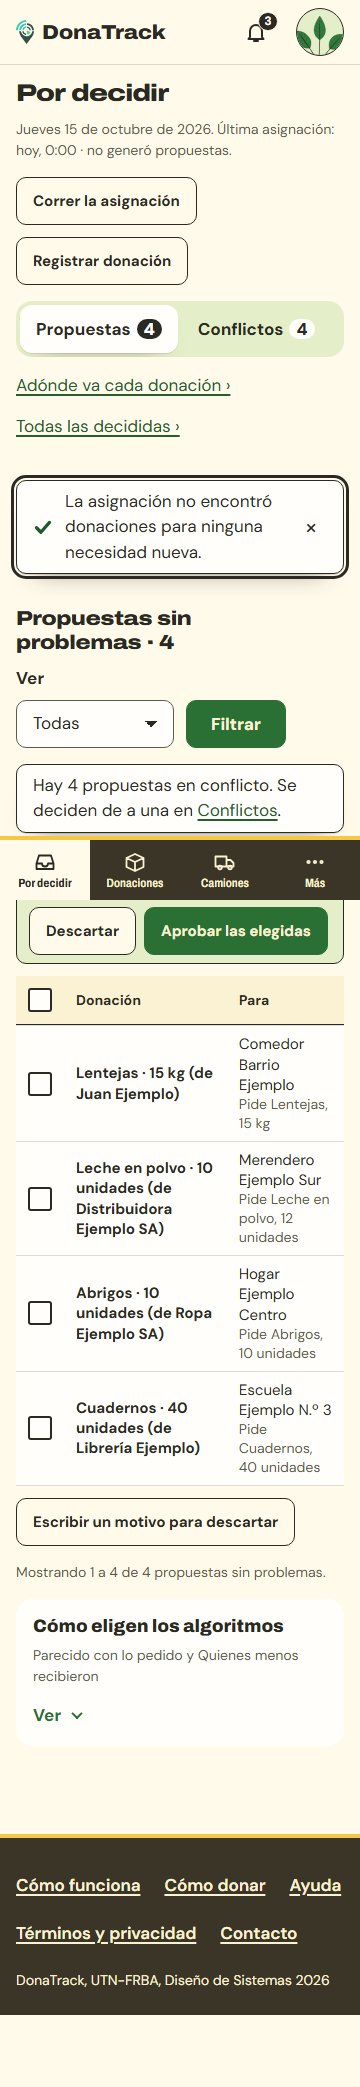 DonaTrack
3
Por decidir
Jueves 15 de octubre de 2026. Última asignación:
hoy, 0:00 · no generó propuestas.
Correr la asignación
Registrar donación
Propuestas 4
Conflictos 4
Adónde va cada donación ›
Todas las decididas ›
La asignación no encontró
donaciones para ninguna
necesidad nueva.
Propuestas sin
problemas · 4
Ver
Todas
Filtrar
Hay 4 propuestas en conflicto. Se
deciden de a una en Conflictos.
Por decidir
Donaciones
Camiones
Más
Descartar
Aprobar las elegidas
Donación
Para
Lentejas · 15 kg (de
Juan Ejemplo)
Comedor
Barrio
Ejemplo
Pide Lentejas,
15 kg
Leche en polvo · 10
unidades (de
Distribuidora
Ejemplo SA)
Merendero
Ejemplo Sur
Pide Leche en
polvo, 12
unidades
Abrigos · 10
unidades (de Ropa
Ejemplo SA)
Hogar
Ejemplo
Centro
Pide Abrigos,
10 unidades
Cuadernos · 40
unidades (de
Librería Ejemplo)
Escuela
Ejemplo N.º 3
Pide
Cuadernos,
40 unidades
Escribir un motivo para descartar
Mostrando 1 a 4 de 4 propuestas sin problemas.
Cómo eligen los algoritmos
Parecido con lo pedido y Quienes menos
recibieron
Ver
Cómo funciona
Cómo donar
Ayuda
Términos y privacidad
Contacto
DonaTrack, UTN-FRBA, Diseño de Sistemas 2026